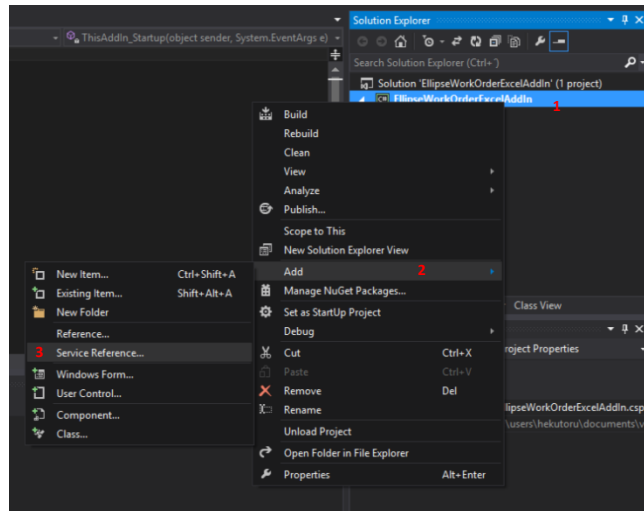 Solution Explorer
ThisAddIn_Startup(object sender, System.EventArgs e)
Search Solution Explorer (Ctrl+ )
Solution 'EllipseWorkOrderExcelAddIn' (1 project)
EllipseWorkOrderExcelAddIn 1
Build
Rebuild
Clean
View
Analyze
Publish...
Scope to This
New Solution Explorer View
Add 2
Manage NuGet Packages...
Set as StartUp Project
Debug
Cut Ctrl+X
Paste Ctrl+V
Remove Del
Rename
Unload Project
Open Folder in File Explorer
Properties Alt+Enter
New Item... Ctrl+Shift+A
Existing Item... Shift+Alt+A
New Folder
Reference...
3 Service Reference...
Windows Form...
User Control...
Component...
Class...
Class View
roject Properties
llipseWorkOrderExcelAddIn.csp
\users\hekutoru\documents\v